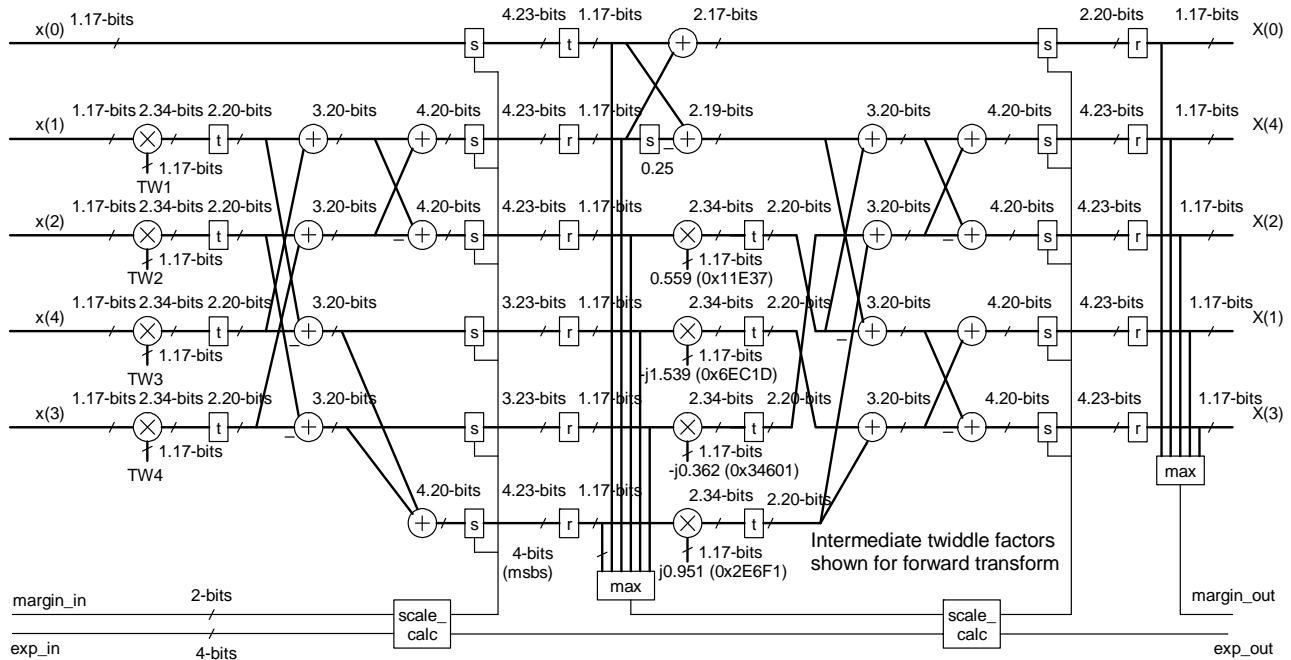 1.17-bits 4.23-bits 1.17-bits 2.17-bits 2.20-bits 1.17-bits
x(0) s t + s r X(0)
1.17-bits 2.34-bits 2.20-bits 3.20-bits 4.20-bits 4.23-bits 1.17-bits 2.19-bits 3.20-bits 4.20-bits 4.23-bits 1.17-bits
x(1) × t + + s r s − + + + s r X(4)
1.17-bits 0.25
TW1
1.17-bits 2.34-bits 2.20-bits 3.20-bits 4.20-bits 4.23-bits 1.17-bits 2.34-bits 2.20-bits 3.20-bits 4.20-bits 4.23-bits 1.17-bits
x(2) × t + − + s r × t + − + s r X(2)
1.17-bits 1.17-bits
TW2 0.559 (0x11E37)
1.17-bits 2.34-bits 2.20-bits 3.20-bits 3.23-bits 1.17-bits 2.34-bits 2.20-bits 3.20-bits 4.20-bits 4.23-bits 1.17-bits
x(4) × t − + s r × t − + + s r X(1)
1.17-bits 1.17-bits
TW3 -j1.539 (0x6EC1D)
1.17-bits 2.34-bits 2.20-bits 3.20-bits 3.23-bits 1.17-bits 2.34-bits 2.20-bits 3.20-bits 4.20-bits 4.23-bits 1.17-bits
x(3) × t − + s r × t + − + s r X(3)
1.17-bits 1.17-bits
TW4 -j0.362 (0x34601)
max
4.20-bits 4.23-bits 1.17-bits 2.34-bits 2.20-bits
+ s r × t
4-bits
(msbs)
1.17-bits
j0.951 (0x2E6F1)
max
Intermediate twiddle factors
shown for forward transform
margin_in 2-bits margin_out
scale_
calc
scale_
calc
exp_in 4-bits exp_out